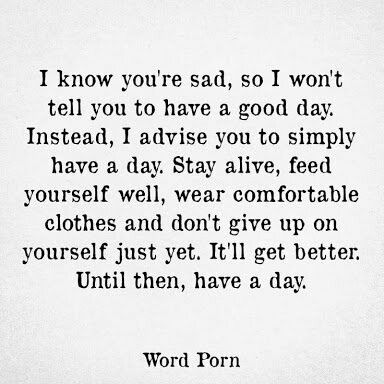 I know you're sad, so I won't
tell you to have a good day.
Instead, I advise you to simply
have a day. Stay alive, feed
yourself well, wear comfortable
clothes and don't give up on
yourself just yet. It'll get better.
Until then, have a day.
Word Porn